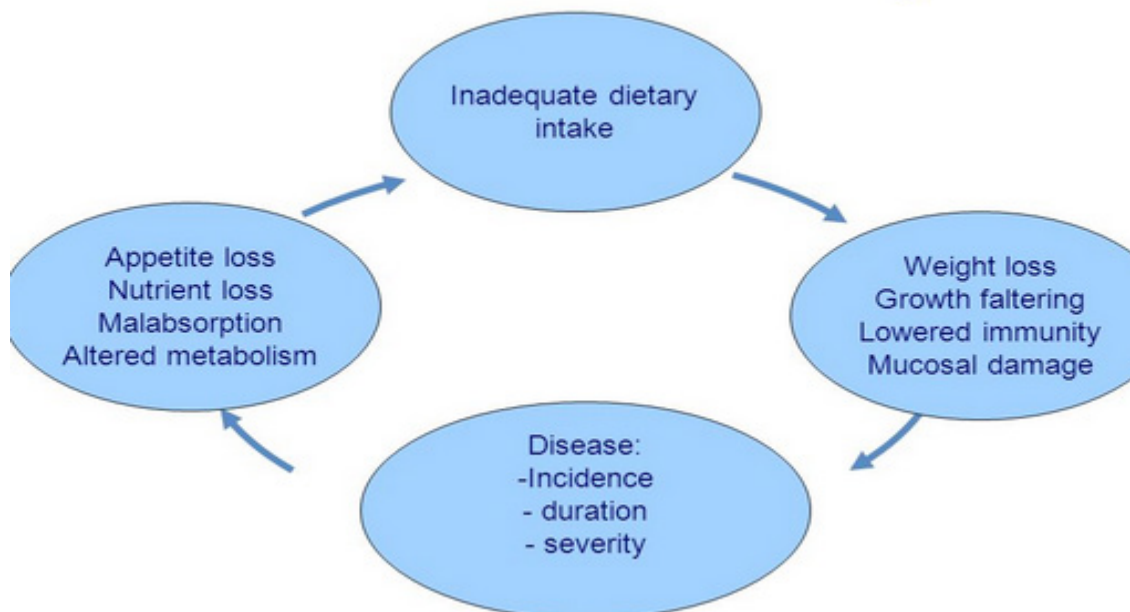 Inadequate dietary
intake
Appetite loss
Nutrient loss
Malabsorption
Altered metabolism
Weight loss
Growth faltering
Lowered immunity
Mucosal damage
Disease:
-Incidence
- duration
- severity